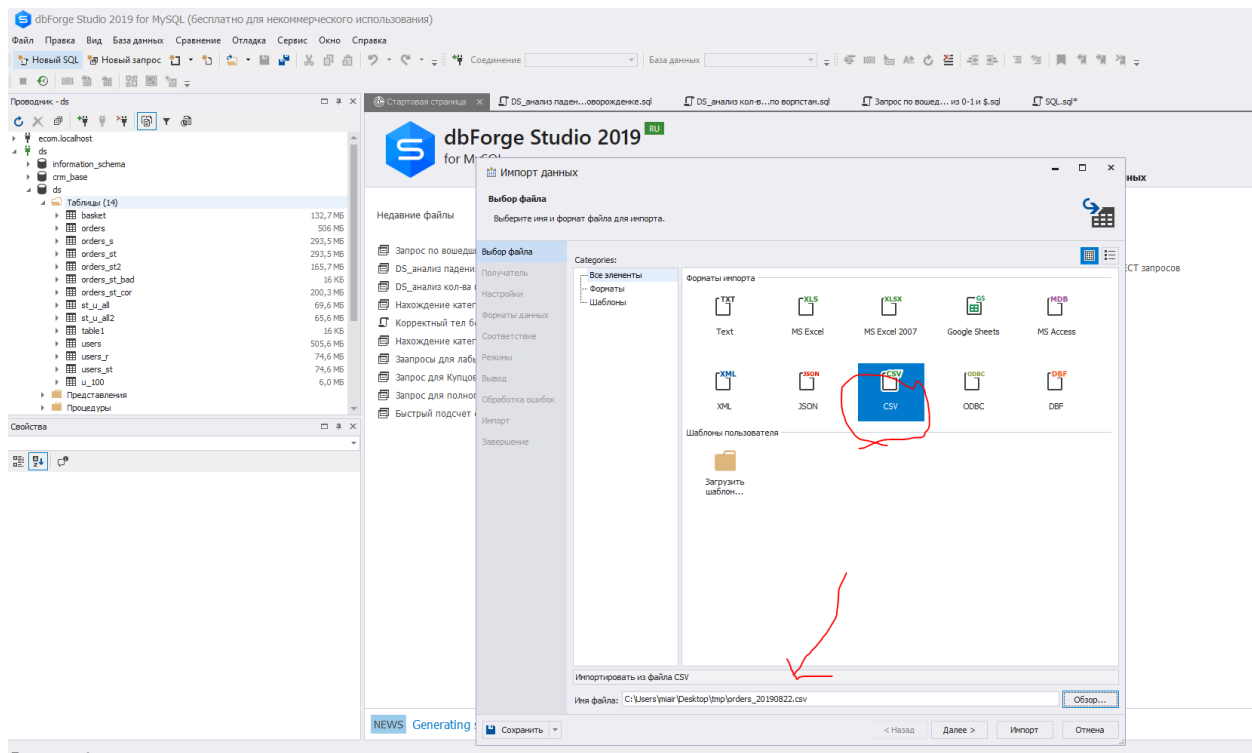 dbForge Studio 2019 for MySQL (бесплатно для некоммерческого использования)
Файл Правка Вид База данных Сравнение Отладка Сервис Окно Справка
Новый SQL Новый запрос Соединение База данных
Проводник - ds
ecom.localhost
ds
information_schema
crm_base
ds
Таблицы (14)
basket 132,7 МБ
orders 506 МБ
orders_s 293,5 МБ
orders_st 293,5 МБ
orders_st2 165,7 МБ
orders_st_bad 16 КБ
orders_st_cor 200,3 МБ
st_u_all 69,6 МБ
st_u_all2 65,6 МБ
table1 16 КБ
users 505,6 МБ
users_r 74,6 МБ
users_st 74,6 МБ
u_100 6,0 МБ
Представления
Процедуры
Свойства
Стартовая страница
DS_анализ паден...оворожденке.sql
DS_анализ кол-в...по ворпстам.sql
Запрос по вошед... из 0-1 и $.sql
SQL.sql*
dbForge Studio 2019 RU
for MySQL
нных
Недавние файлы
СТ запросов
Запрос по вошедш
DS_анализ падени
DS_анализ кол-ва
Нахождение катег
Корректный тел б
Нахождение катег
Заапросы для лабы
Запрос для Купцов
Запрос для полног
Быстрый подсчет
NEWS Generating
Импорт данных
Выбор файла
Выберите имя и формат файла для импорта.
Выбор файла
Получатель
Настройки
Форматы данных
Соответствие
Режимы
Вывод
Обработка ошибок
Импорт
Завершение
Categories:
Все элементы
Форматы
Шаблоны
Форматы импорта
TXT XLS XLSX GS MDB
Text MS Excel MS Excel 2007 Google Sheets MS Access
XML JSON CSV ODBC DBF
XML JSON CSV ODBC DBF
Шаблоны пользователя
Загрузить
шаблон...
Импортировать из файла CSV
Имя файла: C:\Users\miair\Desktop\tmp\orders_20190822.csv Обзор...
Сохранить < Назад Далее > Импорт Отмена